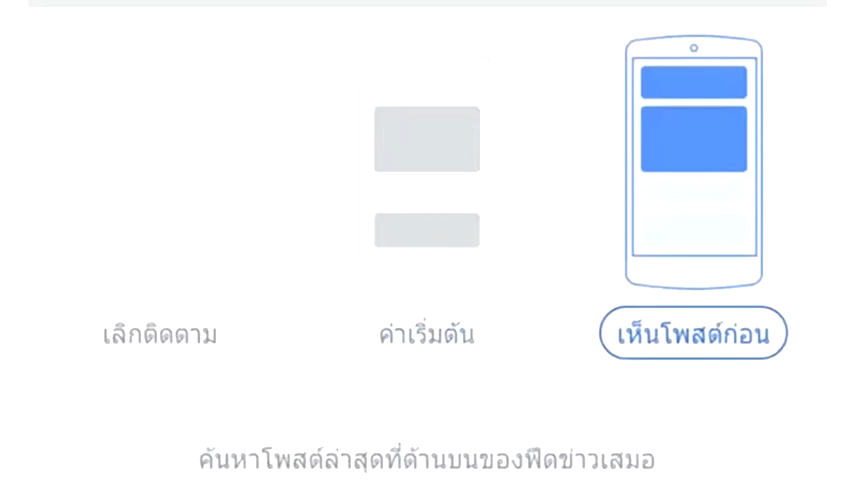 เลิกติดตาม
ค่าเริ่มต้น
เห็นโพสต์ก่อน
ค้นหาโพสต์ล่าสุดที่ด้านบนของฟีดข่าวเสมอ